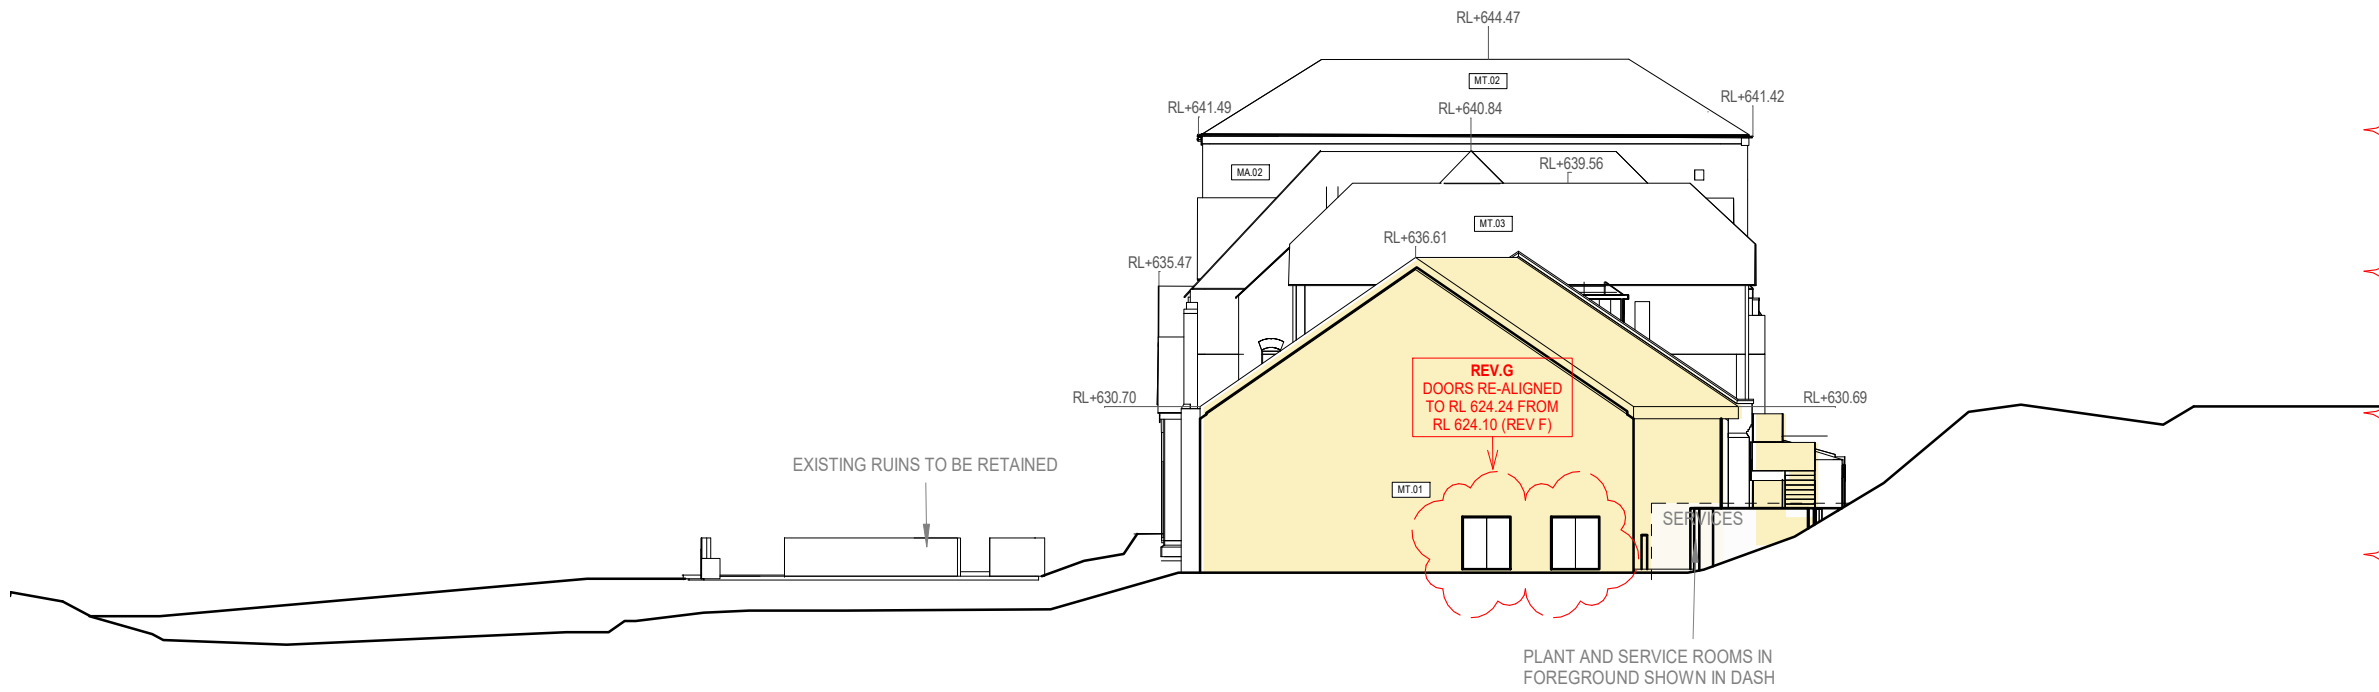 RL+644.47
MT.02
RL+641.49
RL+640.84
RL+641.42
MA.02
RL+639.56
MT.03
RL+636.61
RL+635.47
REV.G
DOORS RE-ALIGNED
TO RL 624.24 FROM
RL 624.10 (REV F)
RL+630.70
RL+630.69
EXISTING RUINS TO BE RETAINED
MT.01
SERVICES
PLANT AND SERVICE ROOMS IN
FOREGROUND SHOWN IN DASH